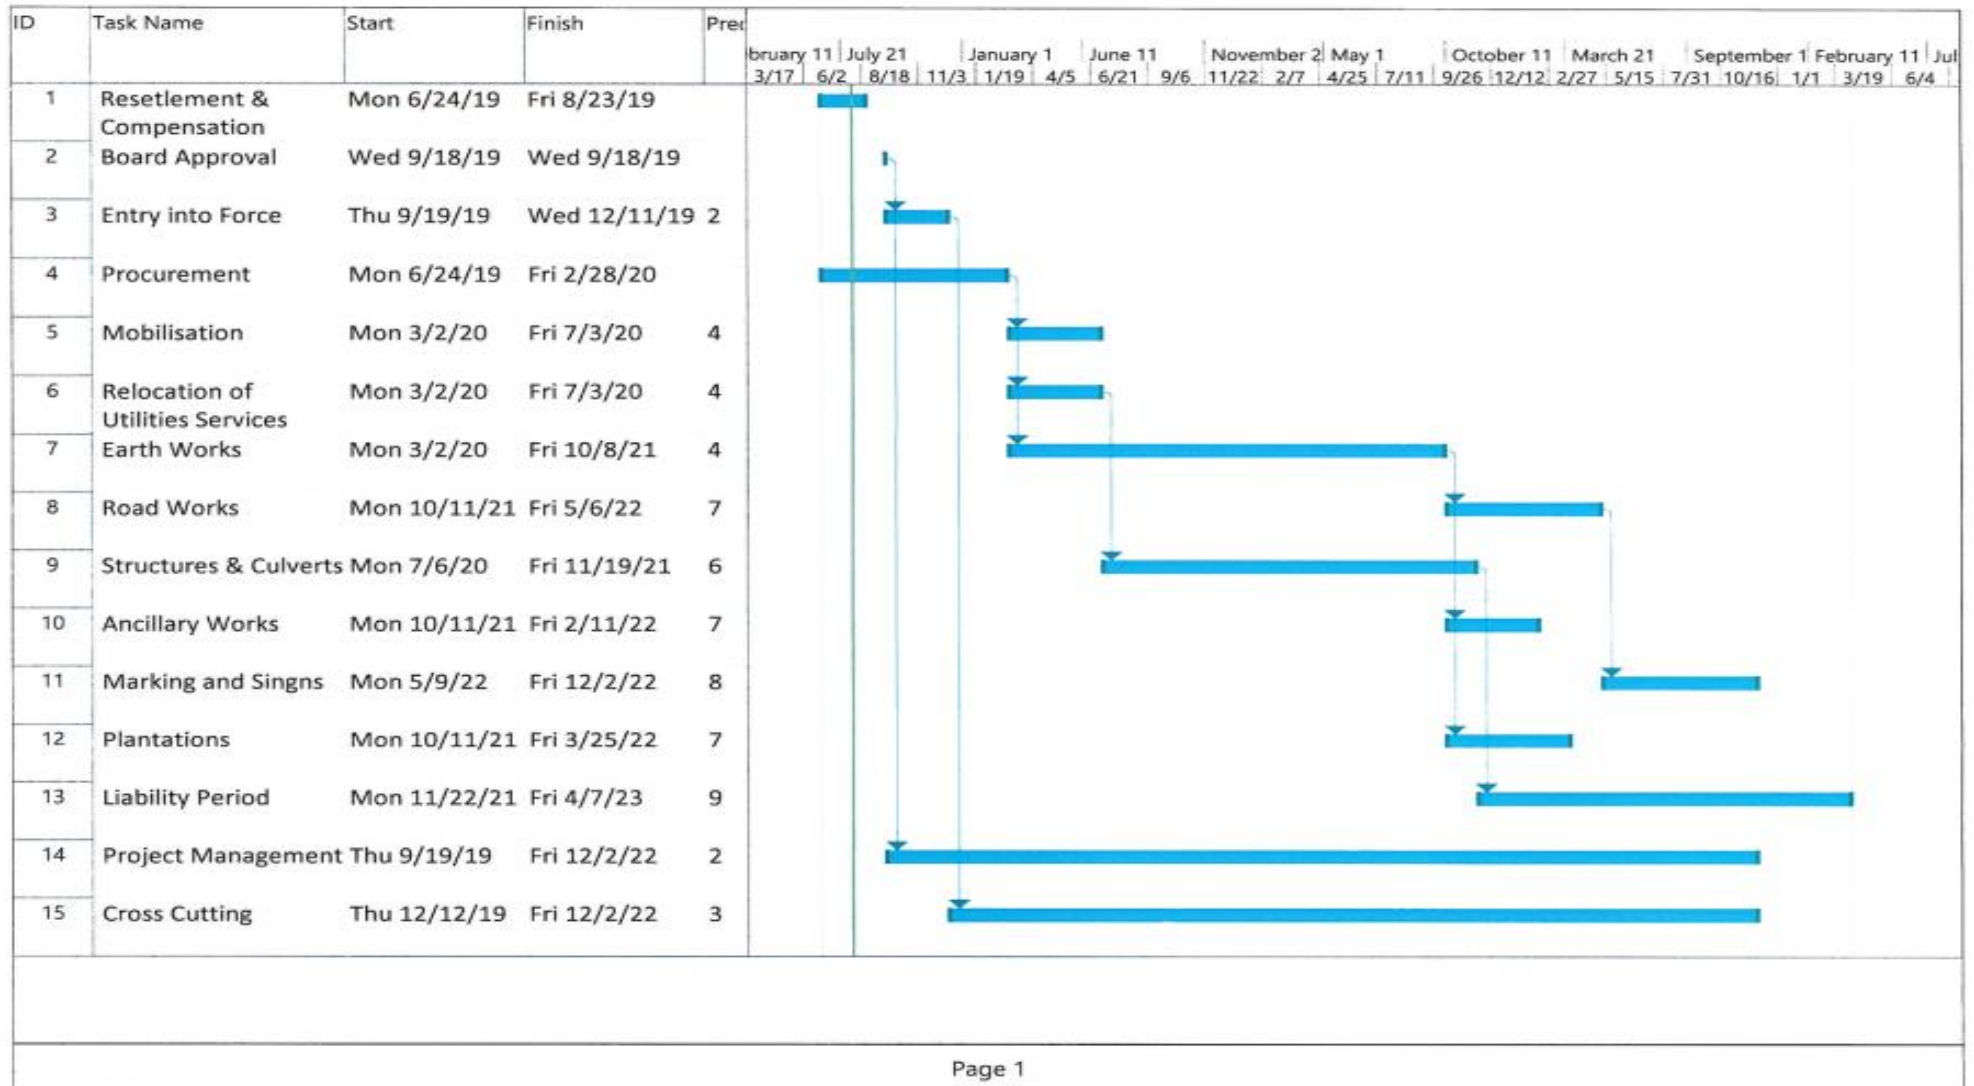 ID Task Name Start Finish Prec
bruary 11 July 21 January 1 June 11 November 2 May 1 October 11 March 21 September 1 February 11 Jul
3/17 6/2 8/18 11/3 1/19 4/5 6/21 9/6 11/22 2/7 4/25 7/11 9/26 12/12 2/27 5/15 7/31 10/16 1/1 3/19 6/4
1 Resetlement & Mon 6/24/19 Fri 8/23/19
Compensation
2 Board Approval Wed 9/18/19 Wed 9/18/19
3 Entry into Force Thu 9/19/19 Wed 12/11/19 2
4 Procurement Mon 6/24/19 Fri 2/28/20
5 Mobilisation Mon 3/2/20 Fri 7/3/20 4
6 Relocation of Mon 3/2/20 Fri 7/3/20 4
Utilities Services
7 Earth Works Mon 3/2/20 Fri 10/8/21 4
8 Road Works Mon 10/11/21 Fri 5/6/22 7
9 Structures & Culverts Mon 7/6/20 Fri 11/19/21 6
10 Ancillary Works Mon 10/11/21 Fri 2/11/22 7
11 Marking and Singns Mon 5/9/22 Fri 12/2/22 8
12 Plantations Mon 10/11/21 Fri 3/25/22 7
13 Liability Period Mon 11/22/21 Fri 4/7/23 9
14 Project Management Thu 9/19/19 Fri 12/2/22 2
15 Cross Cutting Thu 12/12/19 Fri 12/2/22 3
Page 1